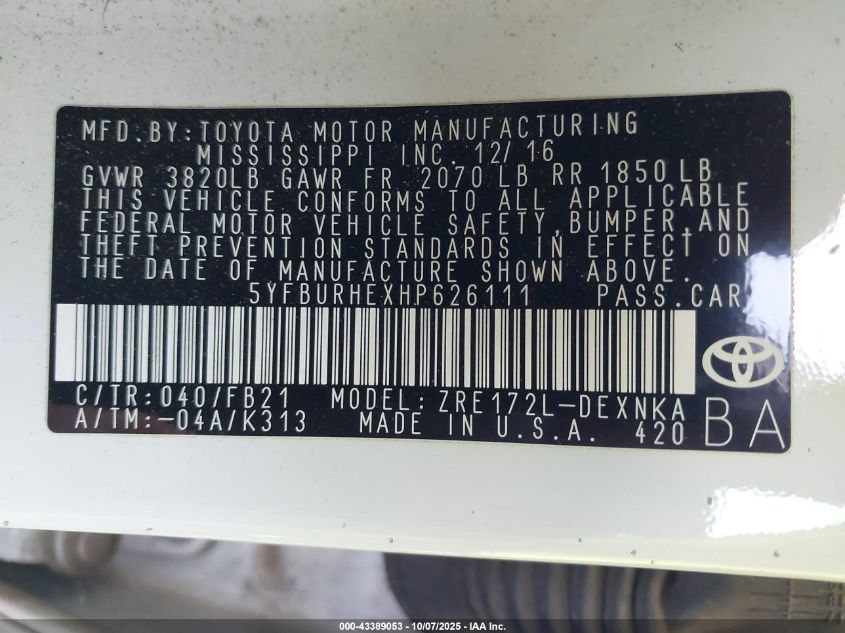 MFD.BY:TOYOTA MOTOR MANUFACTURING
MISSISSIPPI INC. 12/16
GVWR 3820LB GAWR FR 2070 LB RR 1850LB
THIS VEHICLE CONFORMS TO ALL APPLICABLE
FEDERAL MOTOR VEHICLE SAFETY,BUMPER,AND
THEFT PREVENTION STANDARDS IN EFFECT ON
THE DATE OF MANUFACTURE SHOWN ABOVE.
5YFBURHEXHP626111 PASS.CAR
C/TR:040/FB21 MODEL:ZRE172L-DEXNKA
A/TM:-04A/K313 MADE IN U.S.A. 420
BA
000-43389053 - 10/07/2025 - IAA Inc.